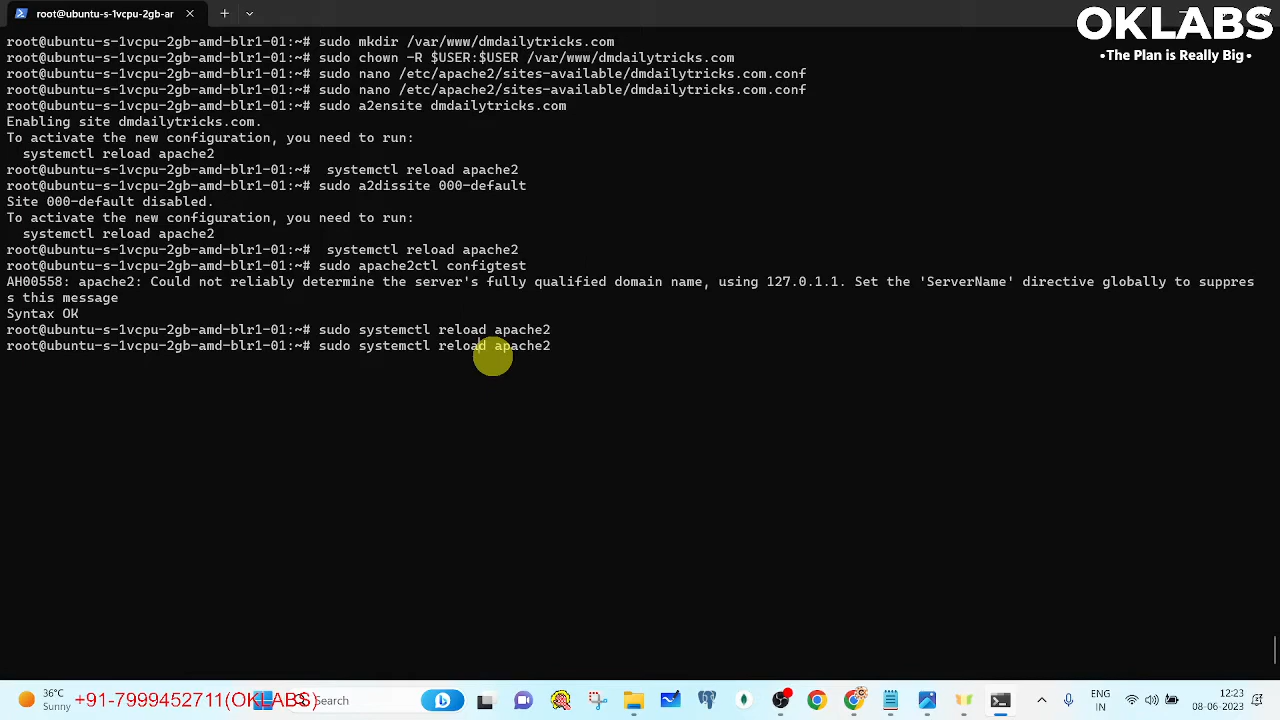 root@ubuntu-s-1vcpu-2gb-ar
OKLABS
•The Plan is Really Big•
root@ubuntu-s-1vcpu-2gb-amd-blr1-01:~# sudo mkdir /var/www/dmdailytricks.com
root@ubuntu-s-1vcpu-2gb-amd-blr1-01:~# sudo chown -R $USER:$USER /var/www/dmdailytricks.com
root@ubuntu-s-1vcpu-2gb-amd-blr1-01:~# sudo nano /etc/apache2/sites-available/dmdailytricks.com.conf
root@ubuntu-s-1vcpu-2gb-amd-blr1-01:~# sudo nano /etc/apache2/sites-available/dmdailytricks.com.conf
root@ubuntu-s-1vcpu-2gb-amd-blr1-01:~# sudo a2ensite dmdailytricks.com
Enabling site dmdailytricks.com.
To activate the new configuration, you need to run:
  systemctl reload apache2
root@ubuntu-s-1vcpu-2gb-amd-blr1-01:~#  systemctl reload apache2
root@ubuntu-s-1vcpu-2gb-amd-blr1-01:~# sudo a2dissite 000-default
Site 000-default disabled.
To activate the new configuration, you need to run:
  systemctl reload apache2
root@ubuntu-s-1vcpu-2gb-amd-blr1-01:~#  systemctl reload apache2
root@ubuntu-s-1vcpu-2gb-amd-blr1-01:~# sudo apache2ctl configtest
AH00558: apache2: Could not reliably determine the server's fully qualified domain name, using 127.0.1.1. Set the 'ServerName' directive globally to suppres
s this message
Syntax OK
root@ubuntu-s-1vcpu-2gb-amd-blr1-01:~# sudo systemctl reload apache2
root@ubuntu-s-1vcpu-2gb-amd-blr1-01:~# sudo systemctl reload apache2
36°C
Sunny
+91-7999452711(OKLABS)
Search
ENG
IN
12:23
08-06-2023